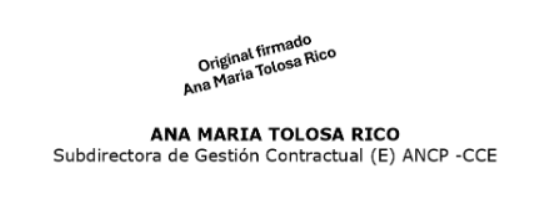 Original firmado
Ana Maria Tolosa Rico
ANA MARIA TOLOSA RICO
Subdirectora de Gestión Contractual (E) ANCP -CCE